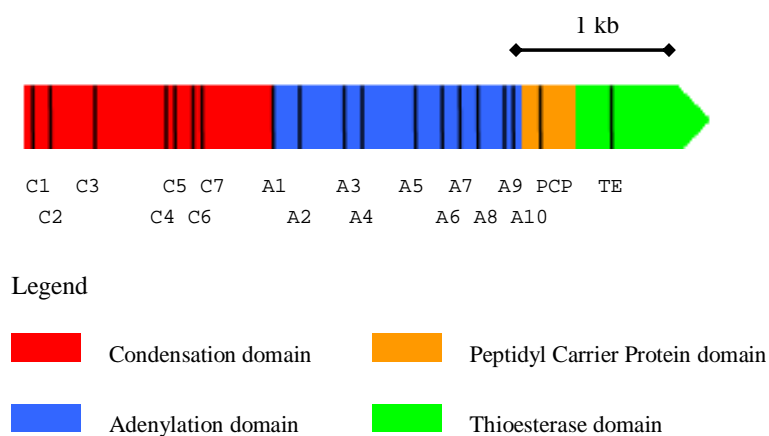 1 kb
C1 C3 C5 C7 A1 A3 A5 A7 A9 PCP TE
C2 C4 C6 A2 A4 A6 A8 A10
Legend
Condensation domain Peptidyl Carrier Protein domain
Adenylation domain Thioesterase domain